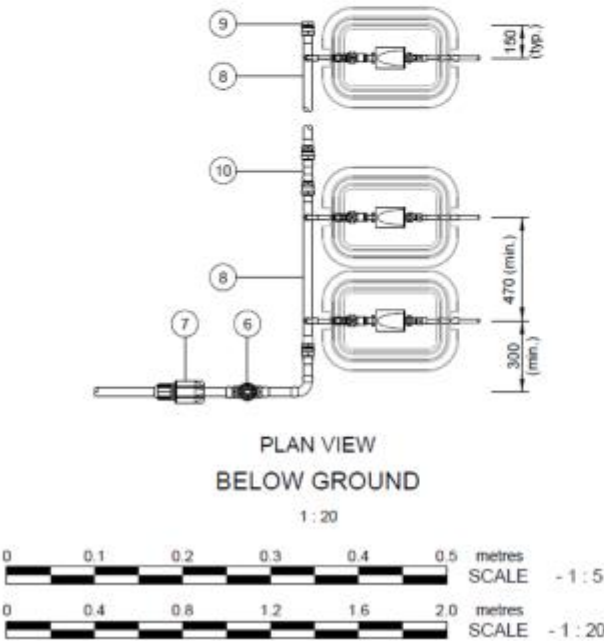 9
150
(typ.)
8
10
470 (min.)
8
7
6
300
(min.)
PLAN VIEW
BELOW GROUND
1 : 20
0 0.1 0.2 0.3 0.4 0.5 metres
SCALE - 1 : 5
0 0.4 0.8 1.2 1.6 2.0 metres
SCALE - 1 : 20